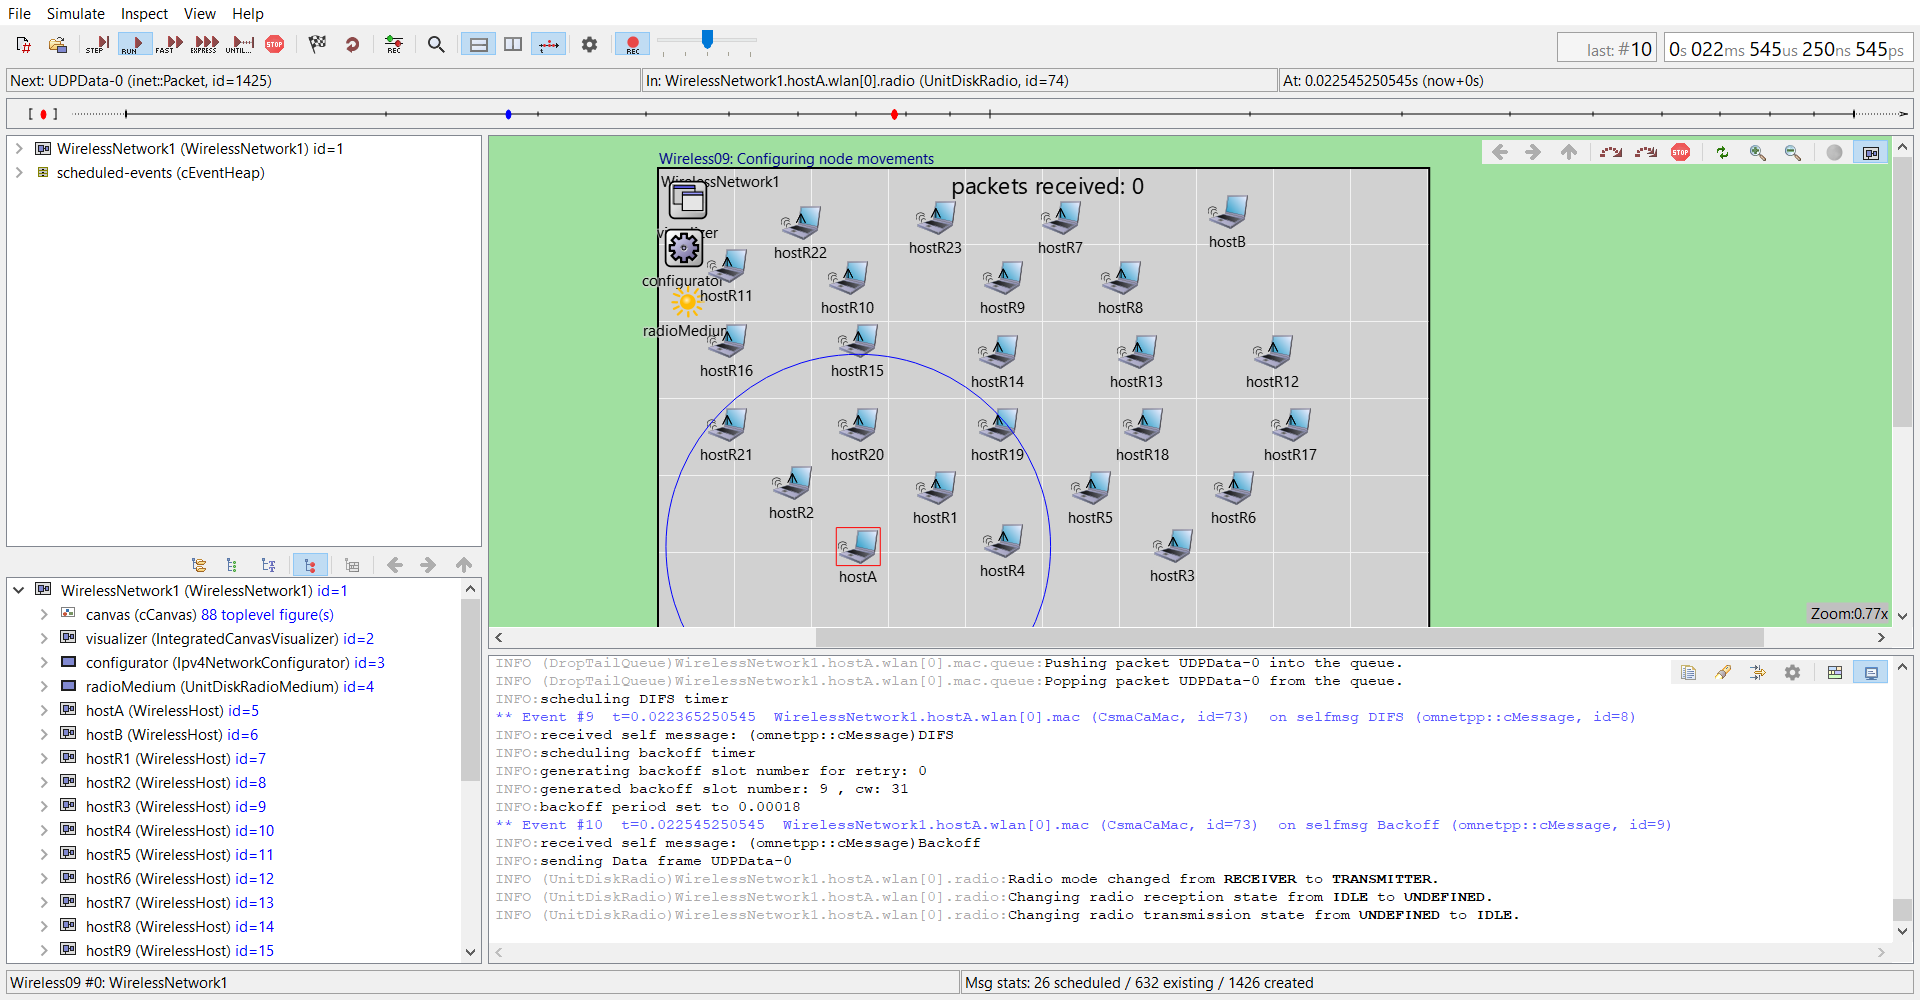 File Simulate Inspect View Help
STEP RUN FAST EXPRESS UNTIL... STOP REC REC
last: #10 0s 022ms 545us 250ns 545ps
Next: UDPData-0 (inet::Packet, id=1425) In: WirelessNetwork1.hostA.wlan[0].radio (UnitDiskRadio, id=74) At: 0.022545250545s (now+0s)
WirelessNetwork1 (WirelessNetwork1) id=1
scheduled-events (cEventHeap)
WirelessNetwork1 (WirelessNetwork1) id=1
canvas (cCanvas) 88 toplevel figure(s)
visualizer (IntegratedCanvasVisualizer) id=2
configurator (Ipv4NetworkConfigurator) id=3
radioMedium (UnitDiskRadioMedium) id=4
hostA (WirelessHost) id=5
hostB (WirelessHost) id=6
hostR1 (WirelessHost) id=7
hostR2 (WirelessHost) id=8
hostR3 (WirelessHost) id=9
hostR4 (WirelessHost) id=10
hostR5 (WirelessHost) id=11
hostR6 (WirelessHost) id=12
hostR7 (WirelessHost) id=13
hostR8 (WirelessHost) id=14
hostR9 (WirelessHost) id=15
Wireless09: Configuring node movements
STOP
WirelessNetwork1
packets received: 0
visualizer
hostR22
hostR23
hostR7
hostB
configurator
hostR11
hostR10
hostR9
hostR8
radioMedium
hostR16
hostR15
hostR14
hostR13
hostR12
hostR21
hostR20
hostR19
hostR18
hostR17
hostR2
hostR1
hostR5
hostR6
hostA
hostR4
hostR3
Zoom:0.77x
INFO (DropTailQueue)WirelessNetwork1.hostA.wlan[0].mac.queue:Pushing packet UDPData-0 into the queue.
INFO (DropTailQueue)WirelessNetwork1.hostA.wlan[0].mac.queue:Popping packet UDPData-0 from the queue.
INFO:scheduling DIFS timer
** Event #9 t=0.022365250545 WirelessNetwork1.hostA.wlan[0].mac (CsmaCaMac, id=73) on selfmsg DIFS (omnetpp::cMessage, id=8)
INFO:received self message: (omnetpp::cMessage)DIFS
INFO:scheduling backoff timer
INFO:generating backoff slot number for retry: 0
INFO:generated backoff slot number: 9 , cw: 31
INFO:backoff period set to 0.00018
** Event #10 t=0.022545250545 WirelessNetwork1.hostA.wlan[0].mac (CsmaCaMac, id=73) on selfmsg Backoff (omnetpp::cMessage, id=9)
INFO:received self message: (omnetpp::cMessage)Backoff
INFO:sending Data frame UDPData-0
INFO (UnitDiskRadio)WirelessNetwork1.hostA.wlan[0].radio:Radio mode changed from RECEIVER to TRANSMITTER.
INFO (UnitDiskRadio)WirelessNetwork1.hostA.wlan[0].radio:Changing radio reception state from IDLE to UNDEFINED.
INFO (UnitDiskRadio)WirelessNetwork1.hostA.wlan[0].radio:Changing radio transmission state from UNDEFINED to IDLE.
Wireless09 #0: WirelessNetwork1 Msg stats: 26 scheduled / 632 existing / 1426 created